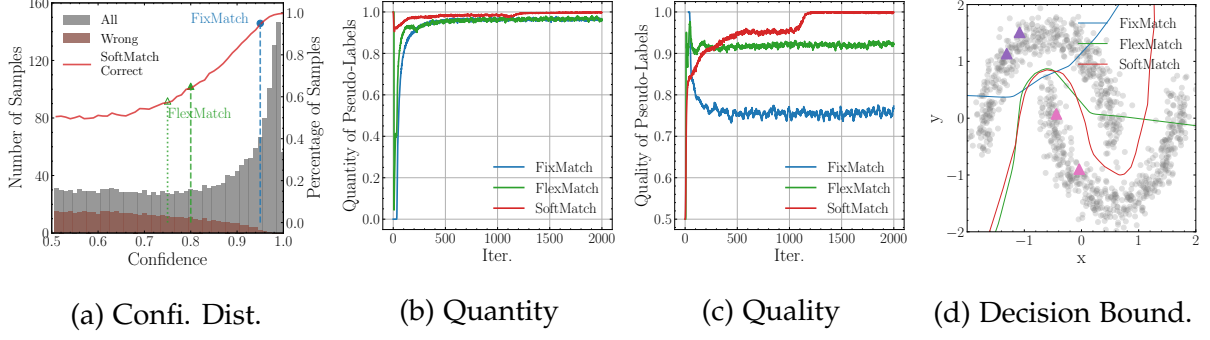 160
120
80
40
0
Number of Samples
All
Wrong
SoftMatch
Correct
FixMatch
FlexMatch
1.0
0.8
0.6
0.4
0.2
0.0
Percentage of Samples
0.5 0.6 0.7 0.8 0.9 1.0
Confidence
(a) Confi. Dist.
1.0
0.8
0.6
0.4
0.2
0.0
Quantity of Pseudo-Labels
FixMatch
FlexMatch
SoftMatch
0 500 1000 1500 2000
Iter.
(b) Quantity
1.0
0.9
0.8
0.7
0.6
0.5
Quality of Pseudo-Labels
FixMatch
FlexMatch
SoftMatch
0 500 1000 1500 2000
Iter.
(c) Quality
2
1
0
−1
−2
y
FixMatch
FlexMatch
SoftMatch
−1 0 1 2
x
(d) Decision Bound.